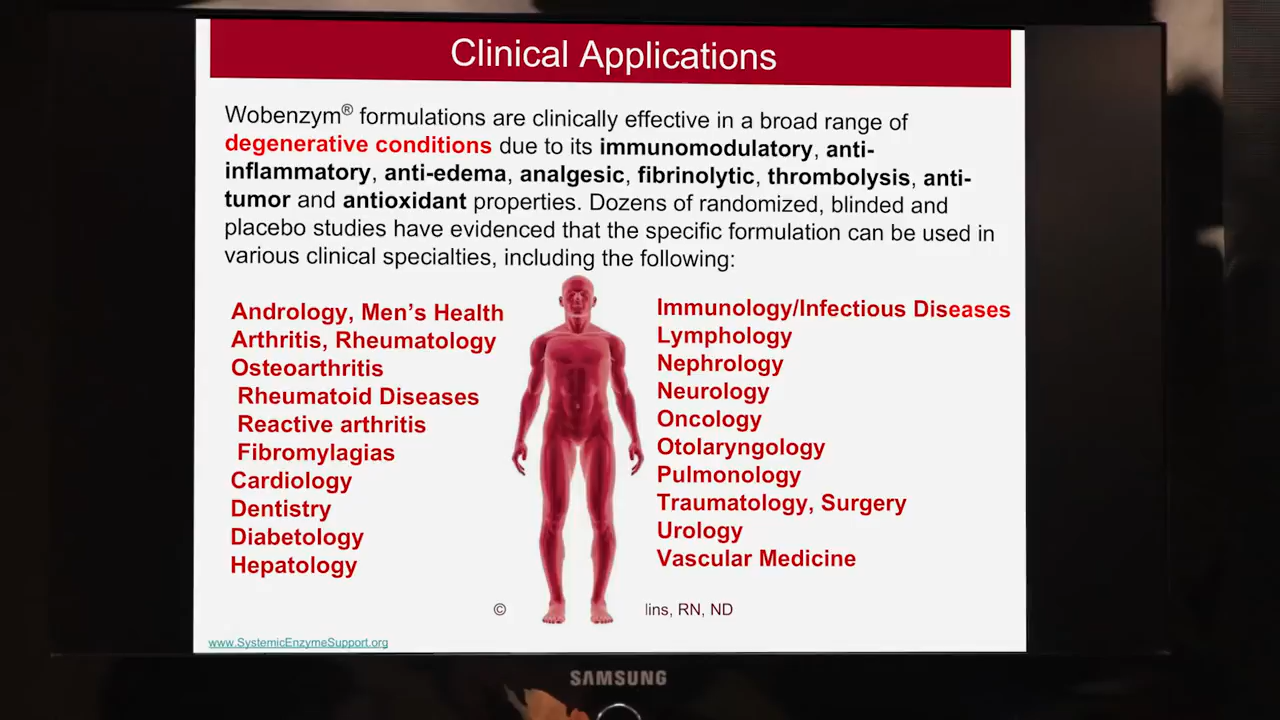 Clinical Applications
Wobenzym® formulations are clinically effective in a broad range of
degenerative conditions due to its immunomodulatory, anti-
inflammatory, anti-edema, analgesic, fibrinolytic, thrombolysis, anti-
tumor and antioxidant properties. Dozens of randomized, blinded and
placebo studies have evidenced that the specific formulation can be used in
various clinical specialties, including the following:
Andrology, Men's Health
Arthritis, Rheumatology
Osteoarthritis
Rheumatoid Diseases
Reactive arthritis
Fibromylagias
Cardiology
Dentistry
Diabetology
Hepatology
Immunology/Infectious Diseases
Lymphology
Nephrology
Neurology
Oncology
Otolaryngology
Pulmonology
Traumatology, Surgery
Urology
Vascular Medicine
© lins, RN, ND
www.SystemicEnzymeSupport.org
SAMSUNG